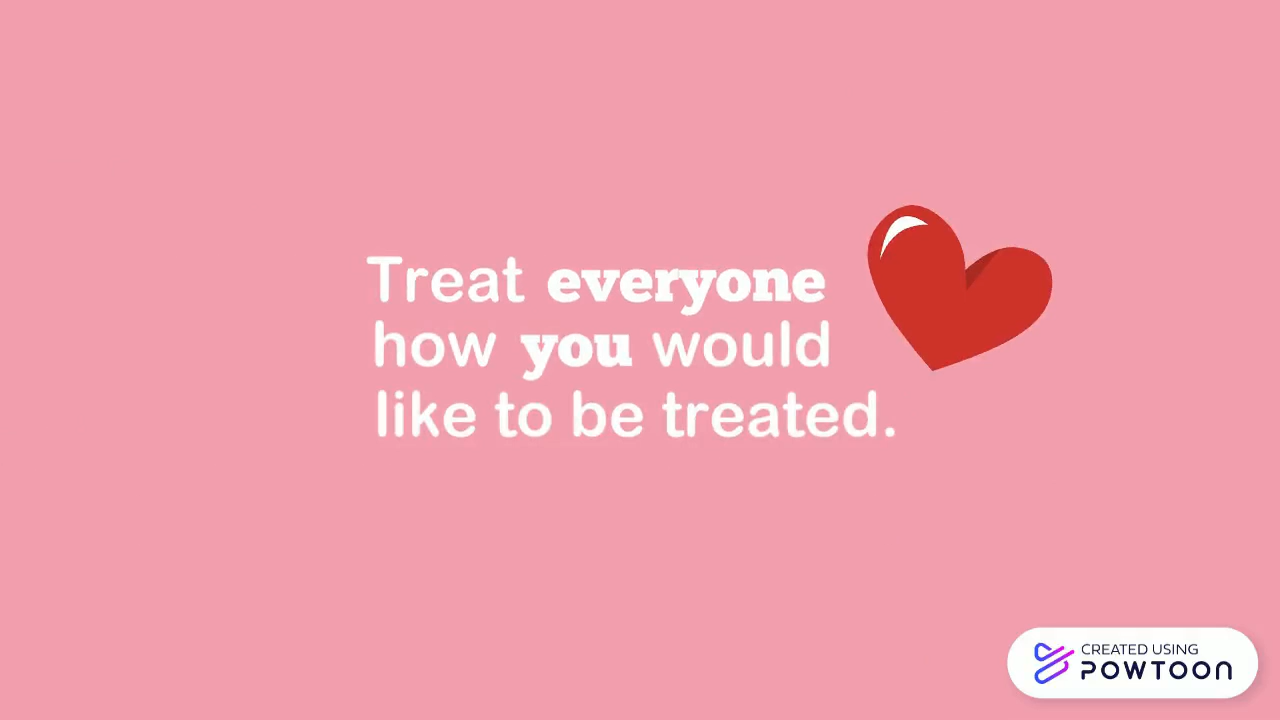 Treat everyone
how you would
like to be treated.
CREATED USING
POWTOON